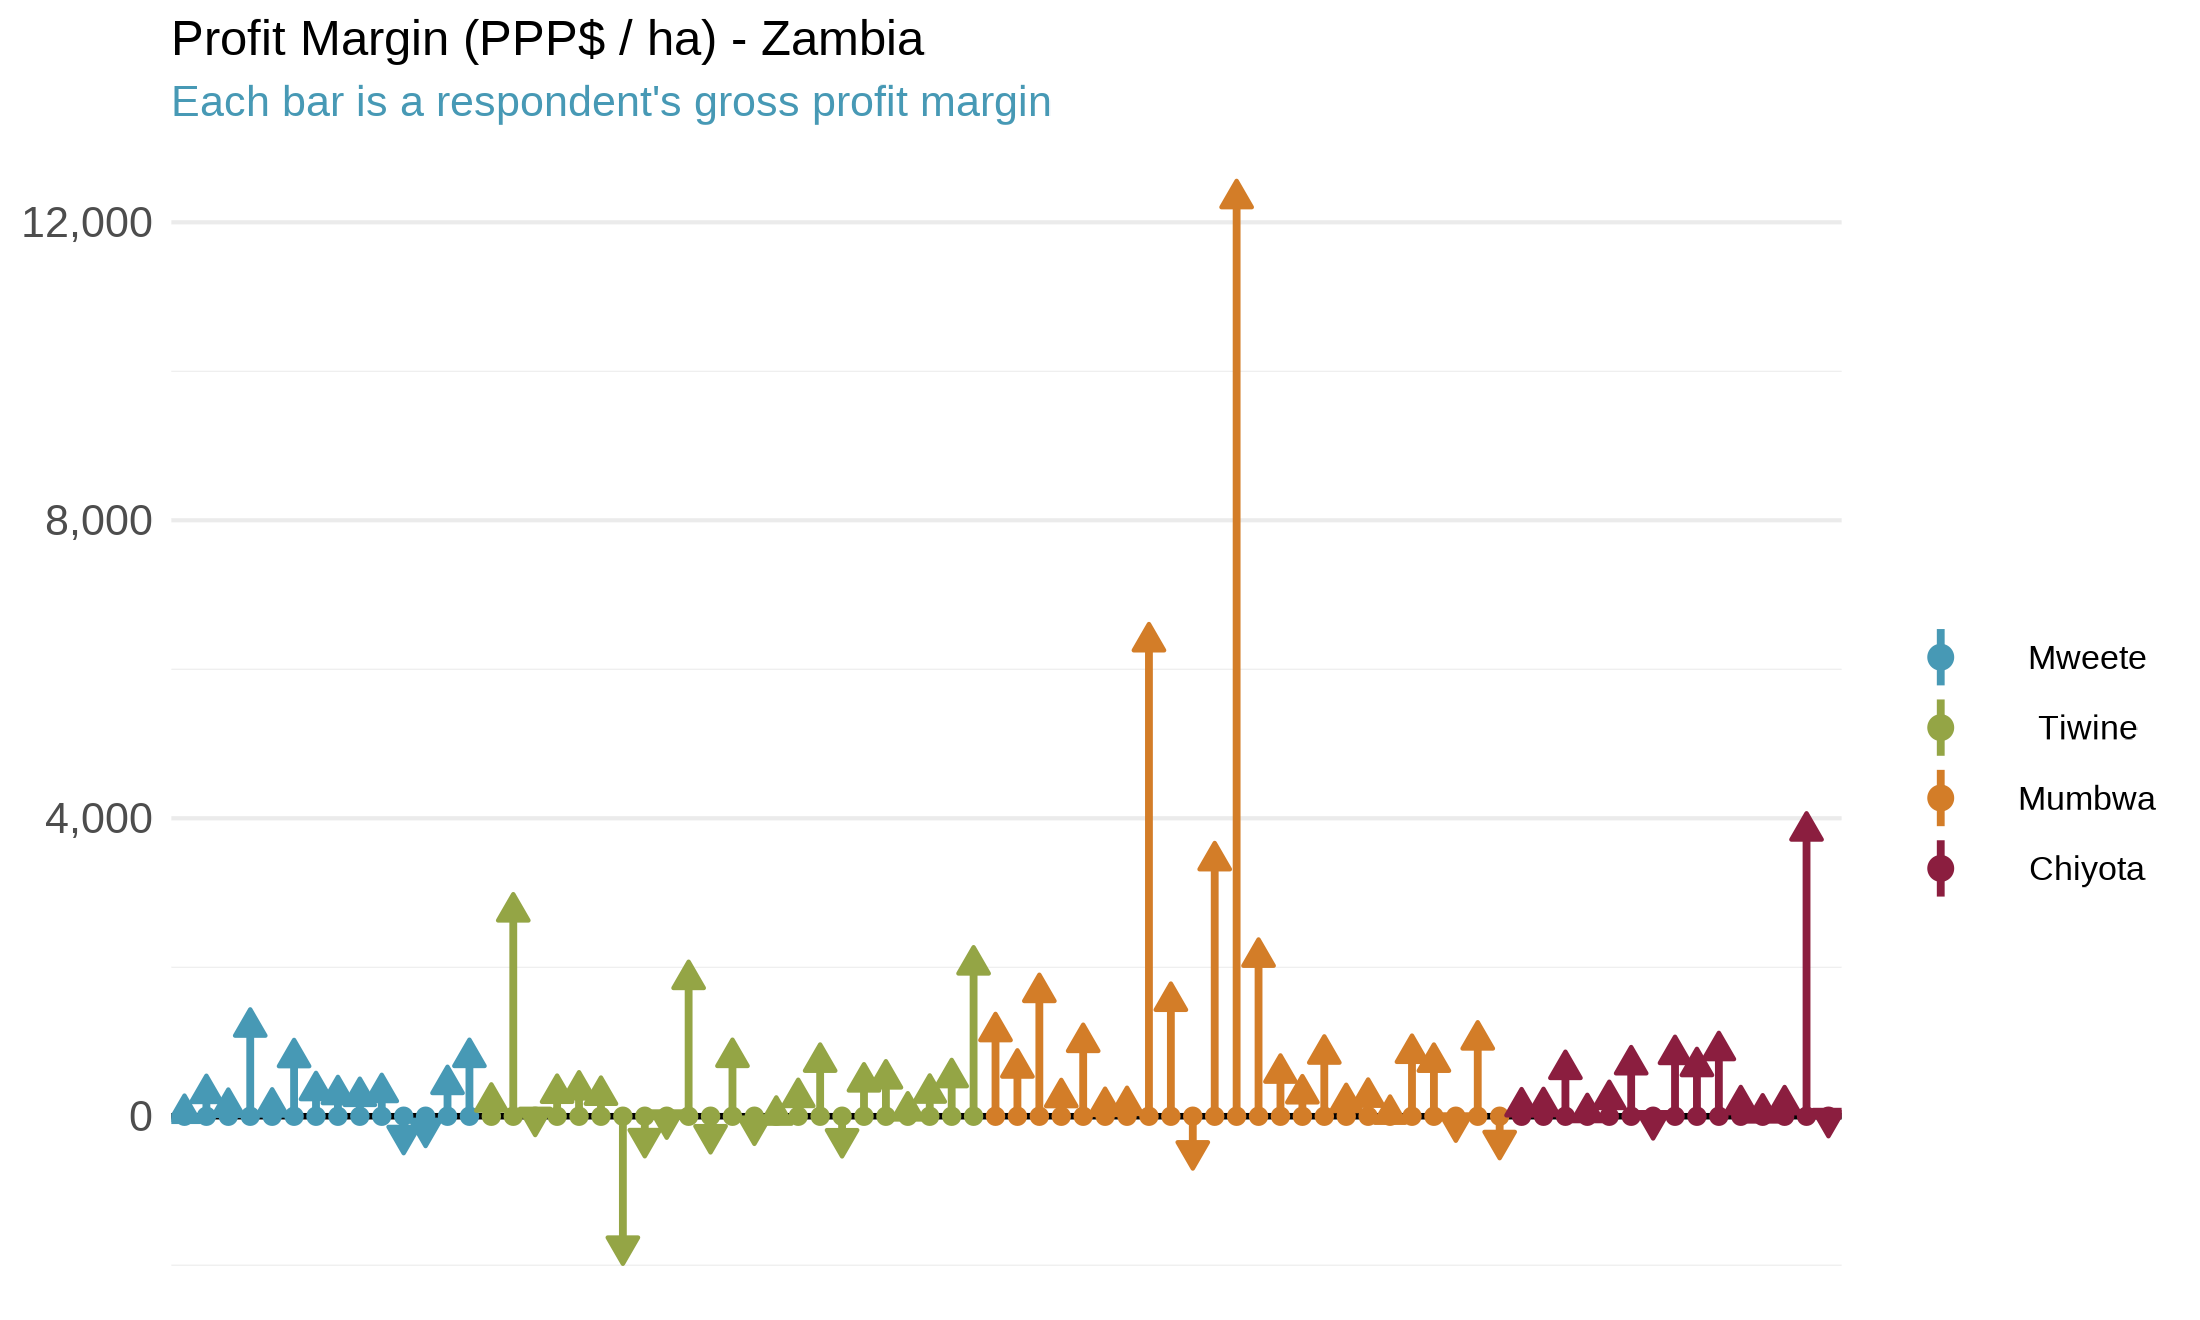 Profit Margin (PPP$ / ha) - Zambia
Each bar is a respondent's gross profit margin
12,000
8,000
4,000
0
Mweete
Tiwine
Mumbwa
Chiyota